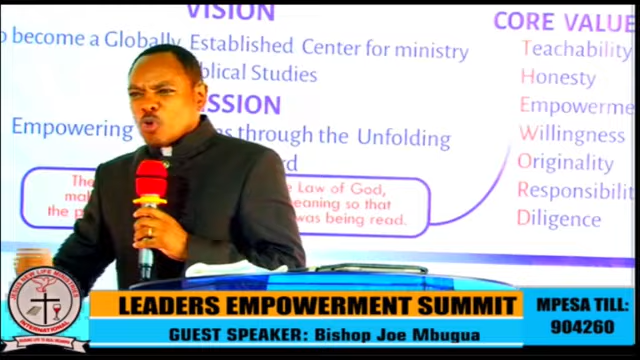 VISION
o become a Globally Established Center for ministry
blical Studies
SSION
Empowering ns through the Unfolding
rd
The e Law of God,
mak eaning so that
the p was being read.
CORE VALUE
Teachability
Honesty
Empowerme
Willingness
Originality
Responsibilit
Diligence
LEADERS EMPOWERMENT SUMMIT
GUEST SPEAKER: Bishop Joe Mbugua
MPESA TILL:
904260
INTERNATIONAL